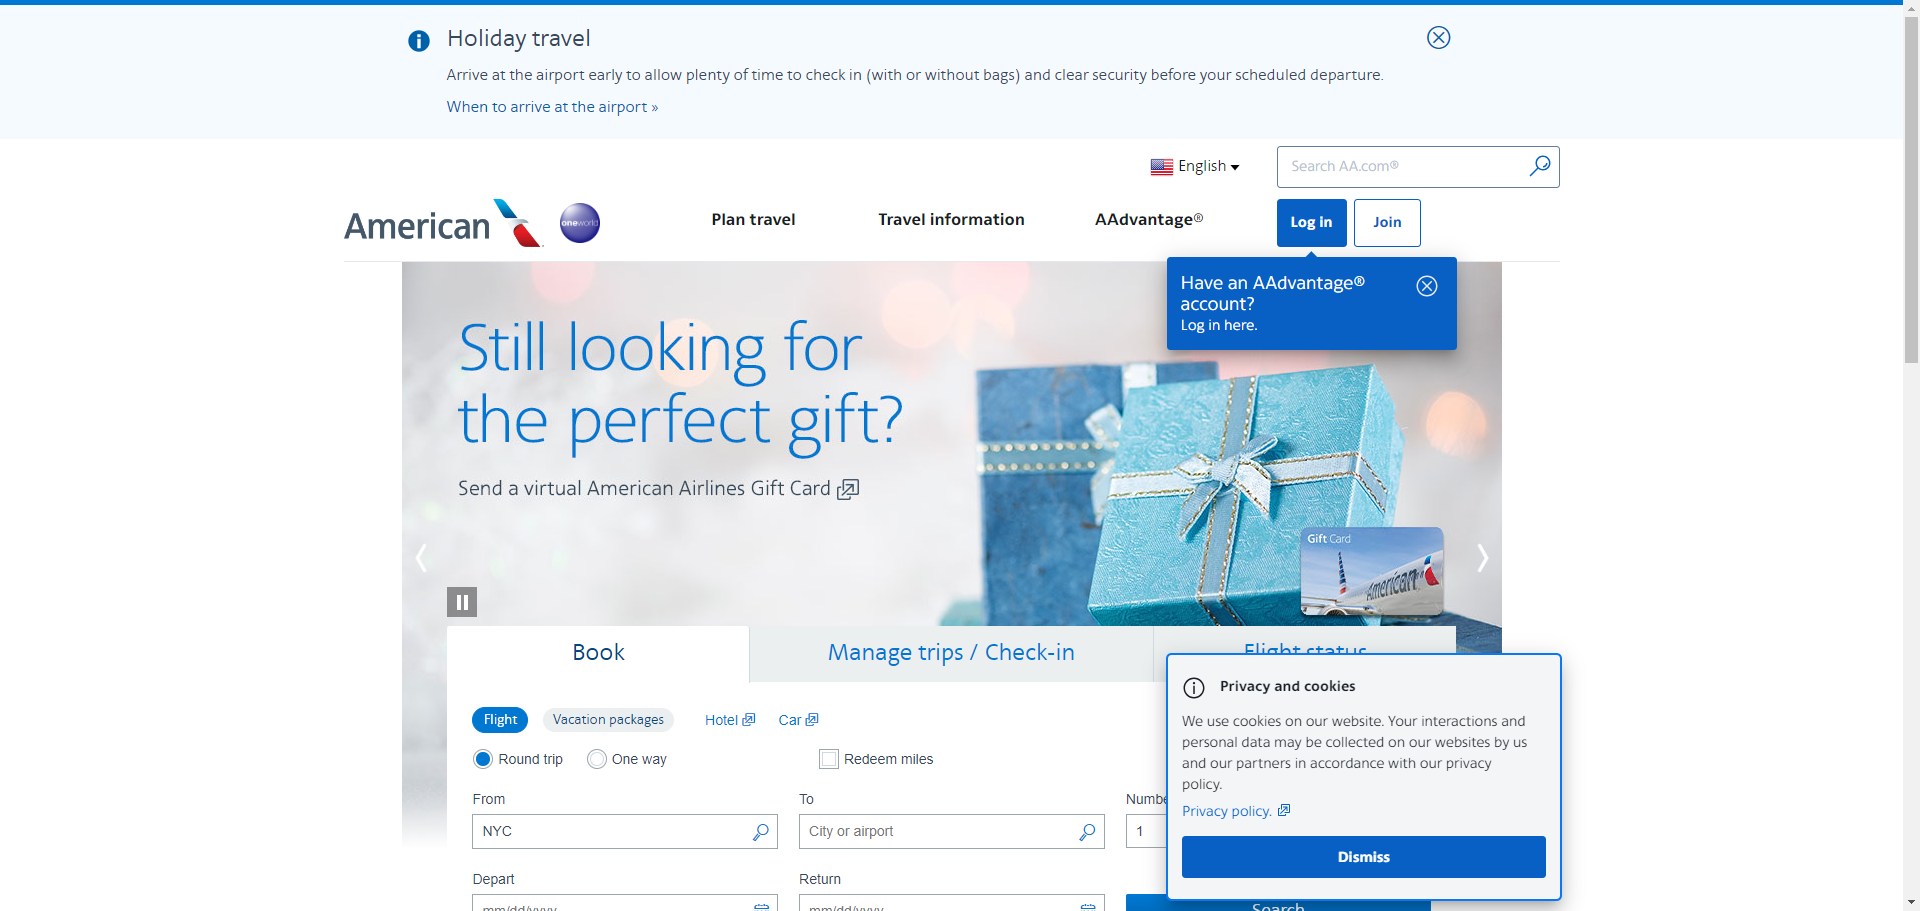 Holiday travel
Arrive at the airport early to allow plenty of time to check in (with or without bags) and clear security before your scheduled departure.
When to arrive at the airport »
English
Search AA.com®
American
oneworld
Plan travel
Travel information
AAdvantage®
Log in
Join
Have an AAdvantage®
account?
Log in here.
Still looking for
the perfect gift?
Send a virtual American Airlines Gift Card
Gift Card
American
Book
Manage trips / Check-in
Flight status
Flight
Vacation packages
Hotel
Car
Round trip
One way
Redeem miles
From
To
NYC
City or airport
1
Depart
Return
mm/dd/yyyy
mm/dd/yyyy
Search
Privacy and cookies
We use cookies on our website. Your interactions and
personal data may be collected on our websites by us
and our partners in accordance with our privacy
policy.
Privacy policy.
Dismiss